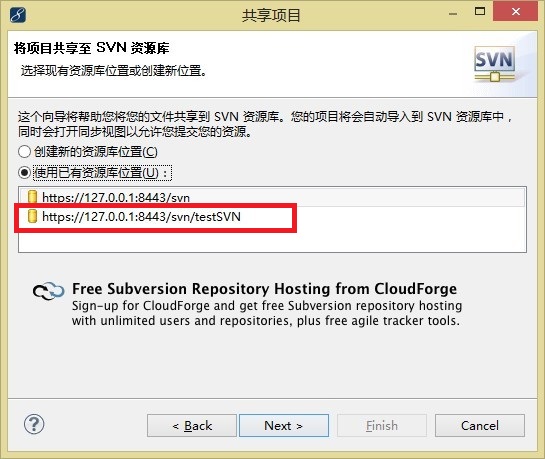 共享项目
将项目共享至 SVN 资源库
选择现有资源库位置或创建新位置。
SVN
这个向导将帮助您将您的文件共享到 SVN 资源库。您的项目将会自动导入到 SVN 资源库中，
同时会打开同步视图以允许您提交您的资源。
创建新的资源库位置(C)
使用已有资源库位置(U)：
https://127.0.0.1:8443/svn
https://127.0.0.1:8443/svn/testSVN
Free Subversion Repository Hosting from CloudForge
Sign-up for CloudForge and get free Subversion repository hosting
with unlimited users and repositories, plus free agile tracker tools.
?
< Back
Next >
Finish
Cancel